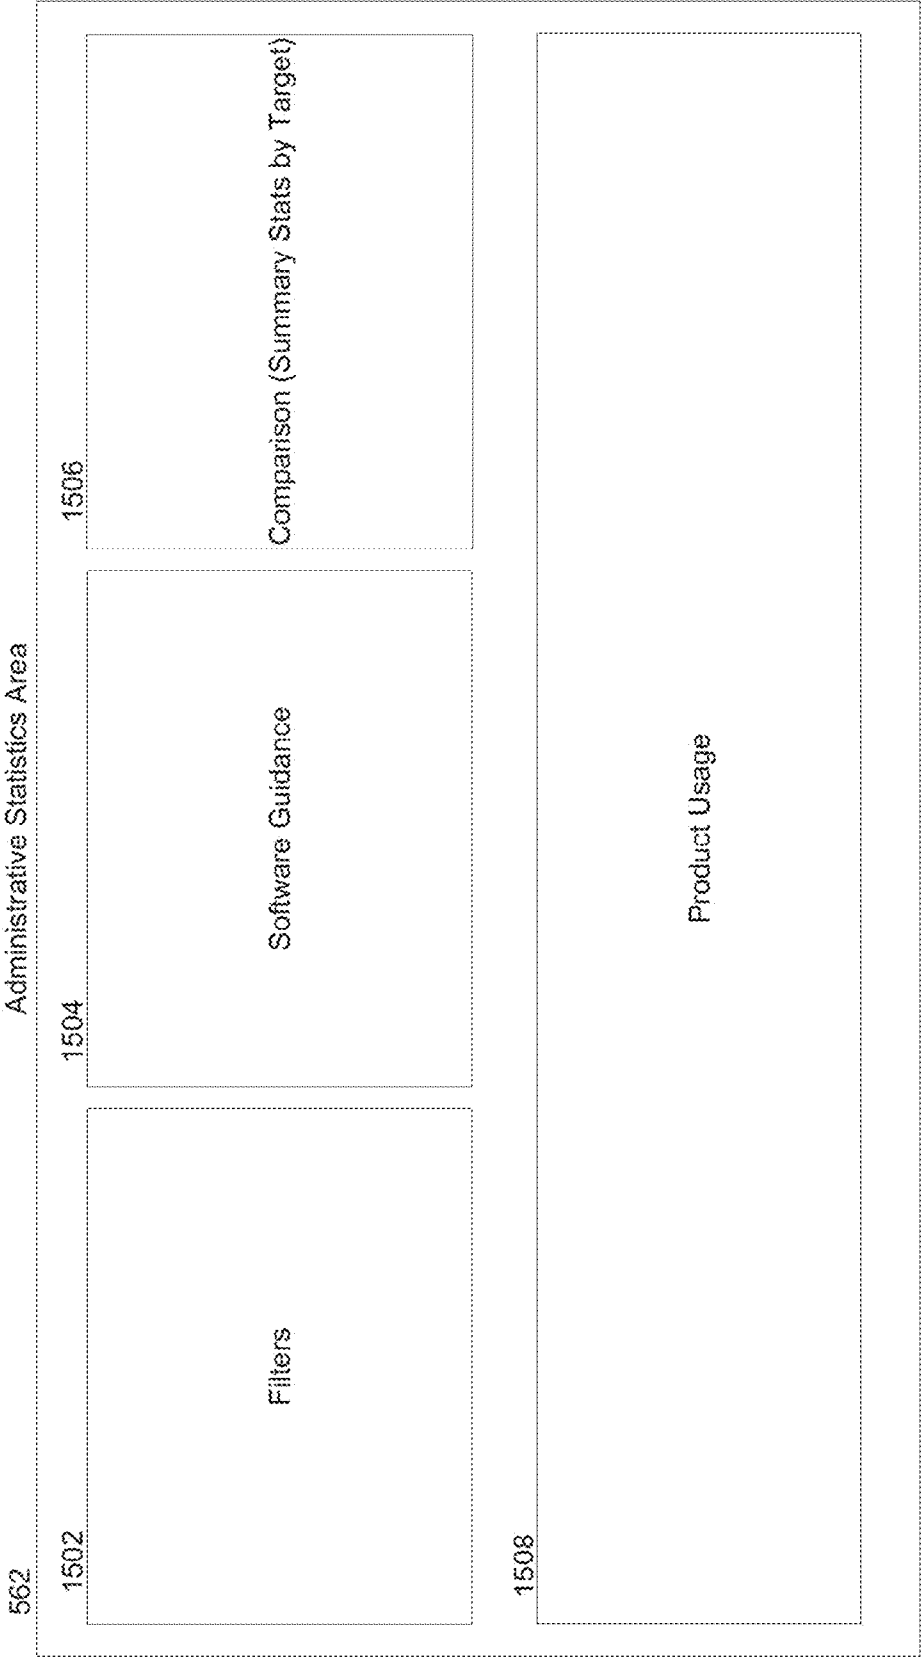 562
Administrative Statistics Area
1502
1504
1506
Filters
Software Guidance
Comparison (Summary Stats by Target)
1508
Product Usage